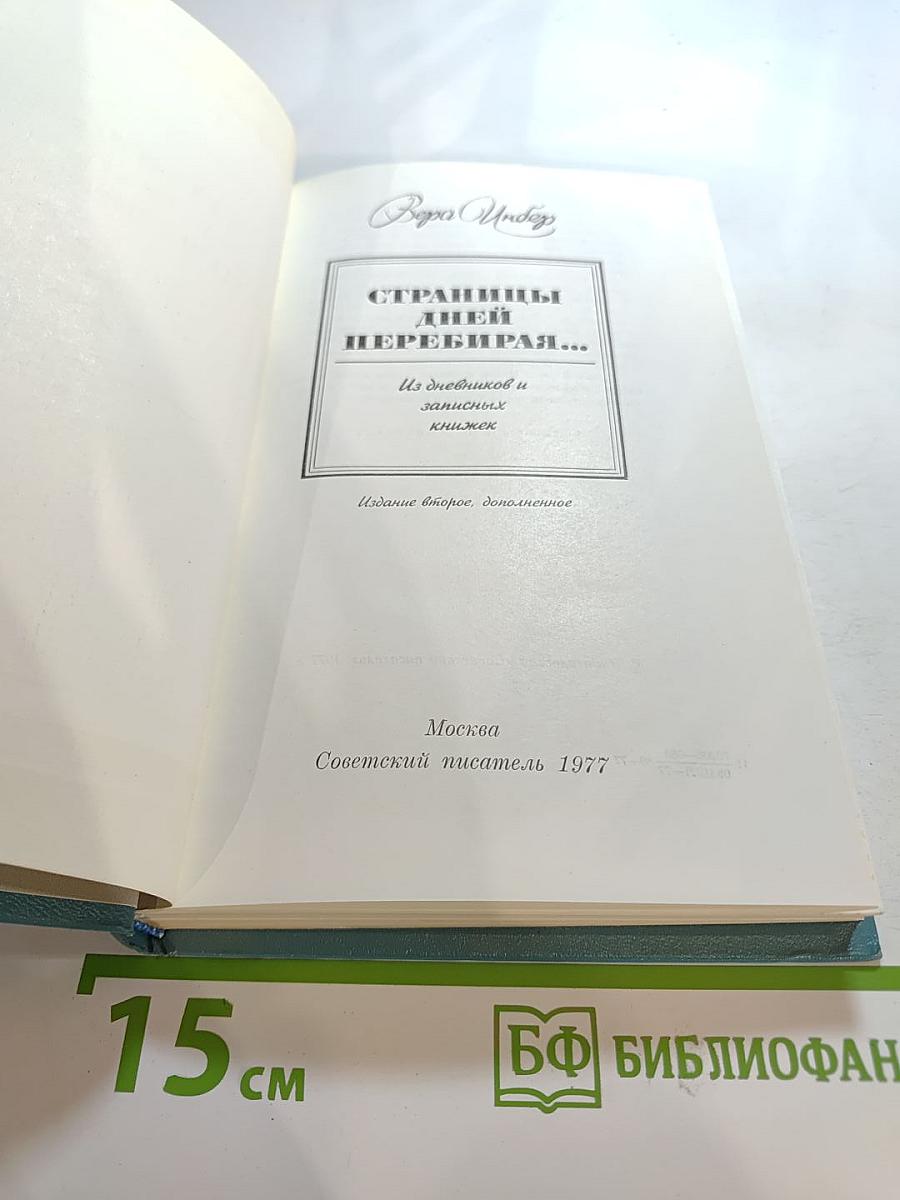 Вера Инбер
СТРАНИЦЫ
ДНЕЙ
ПЕРЕБИРАЯ...
Из дневников и
записных
книжек
Издание второе, дополненное
Москва
Советский писатель 1977
15 см
БФ БИБЛИОФАН